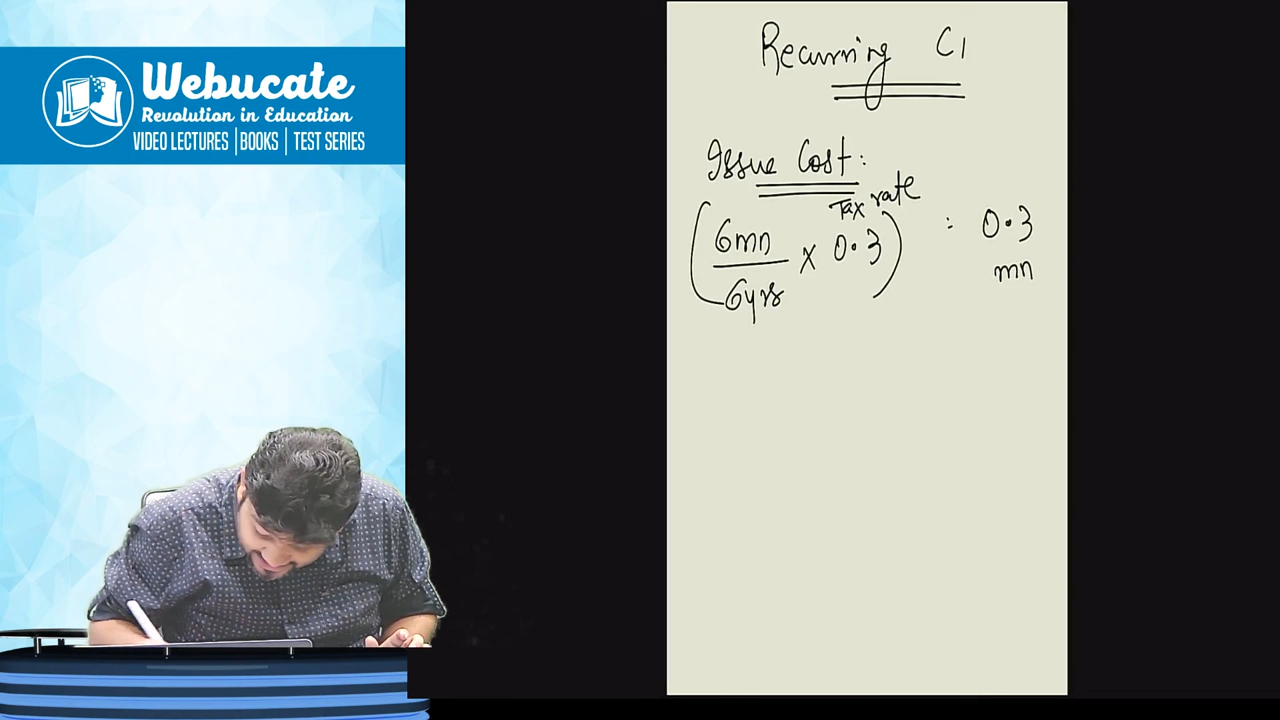 Webucate
Revolution in Education
VIDEO LECTURES | BOOKS | TEST SERIES
Recurring CI
Issue Cost:
Tax rate
(6mn / 6yrs × 0.3) : 0.3 mn